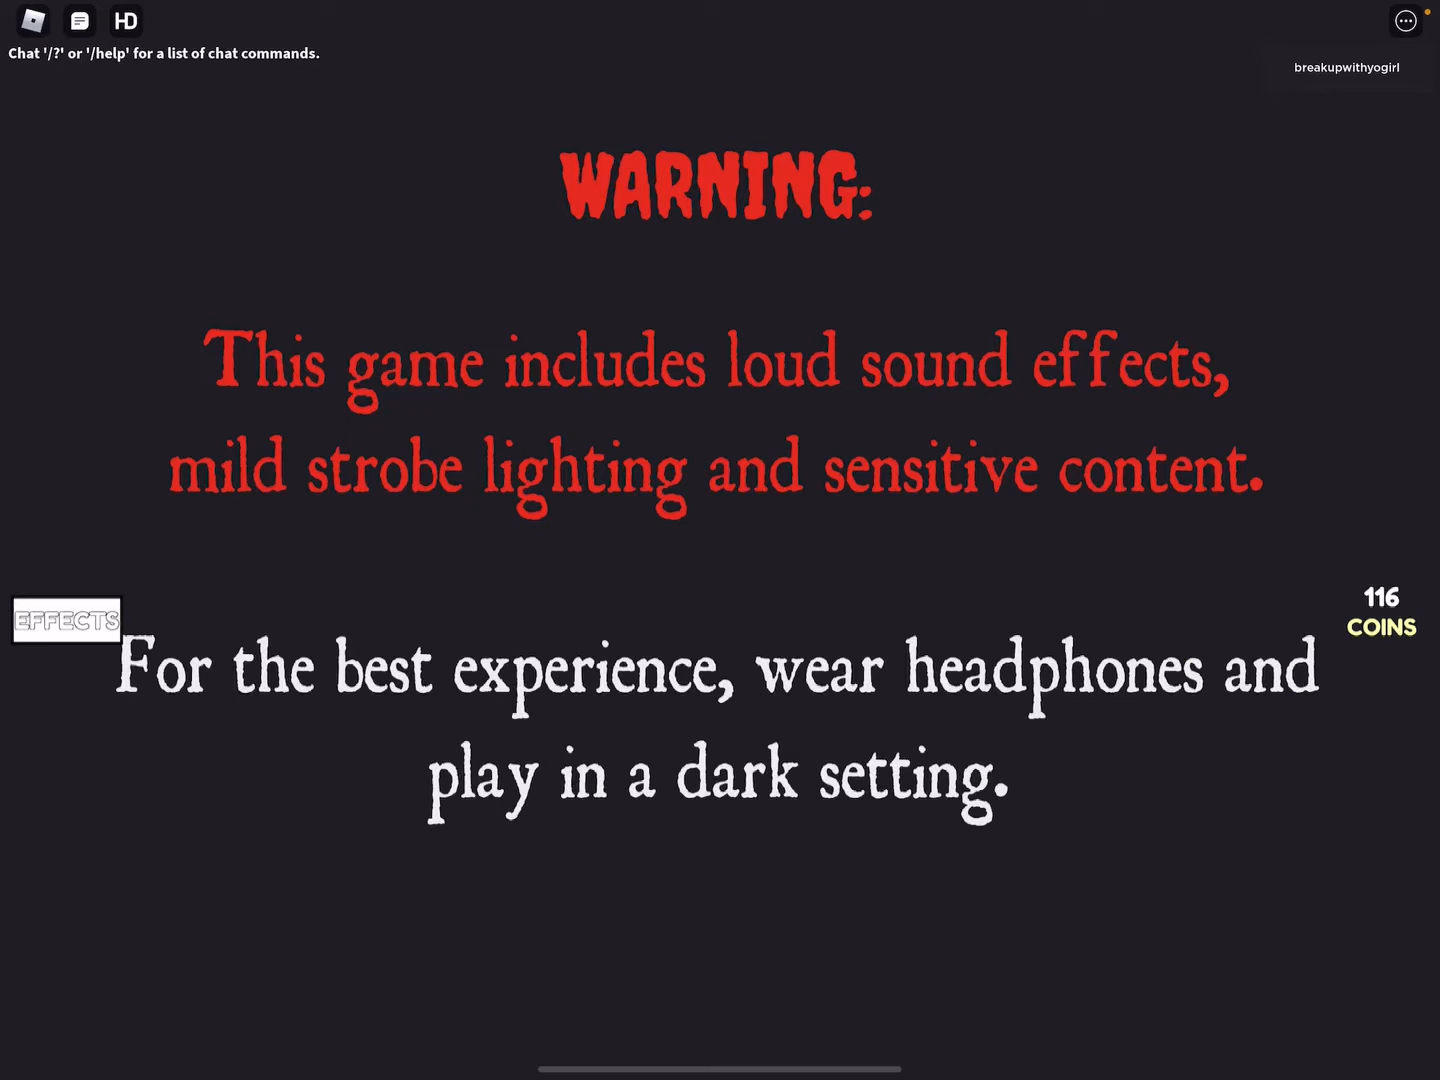 HD
Chat '/?' or '/help' for a list of chat commands.
breakupwithyogirl
WARNING:
This game includes loud sound effects,
mild strobe lighting and sensitive content.
EFFECTS
116
COINS
For the best experience, wear headphones and
play in a dark setting.